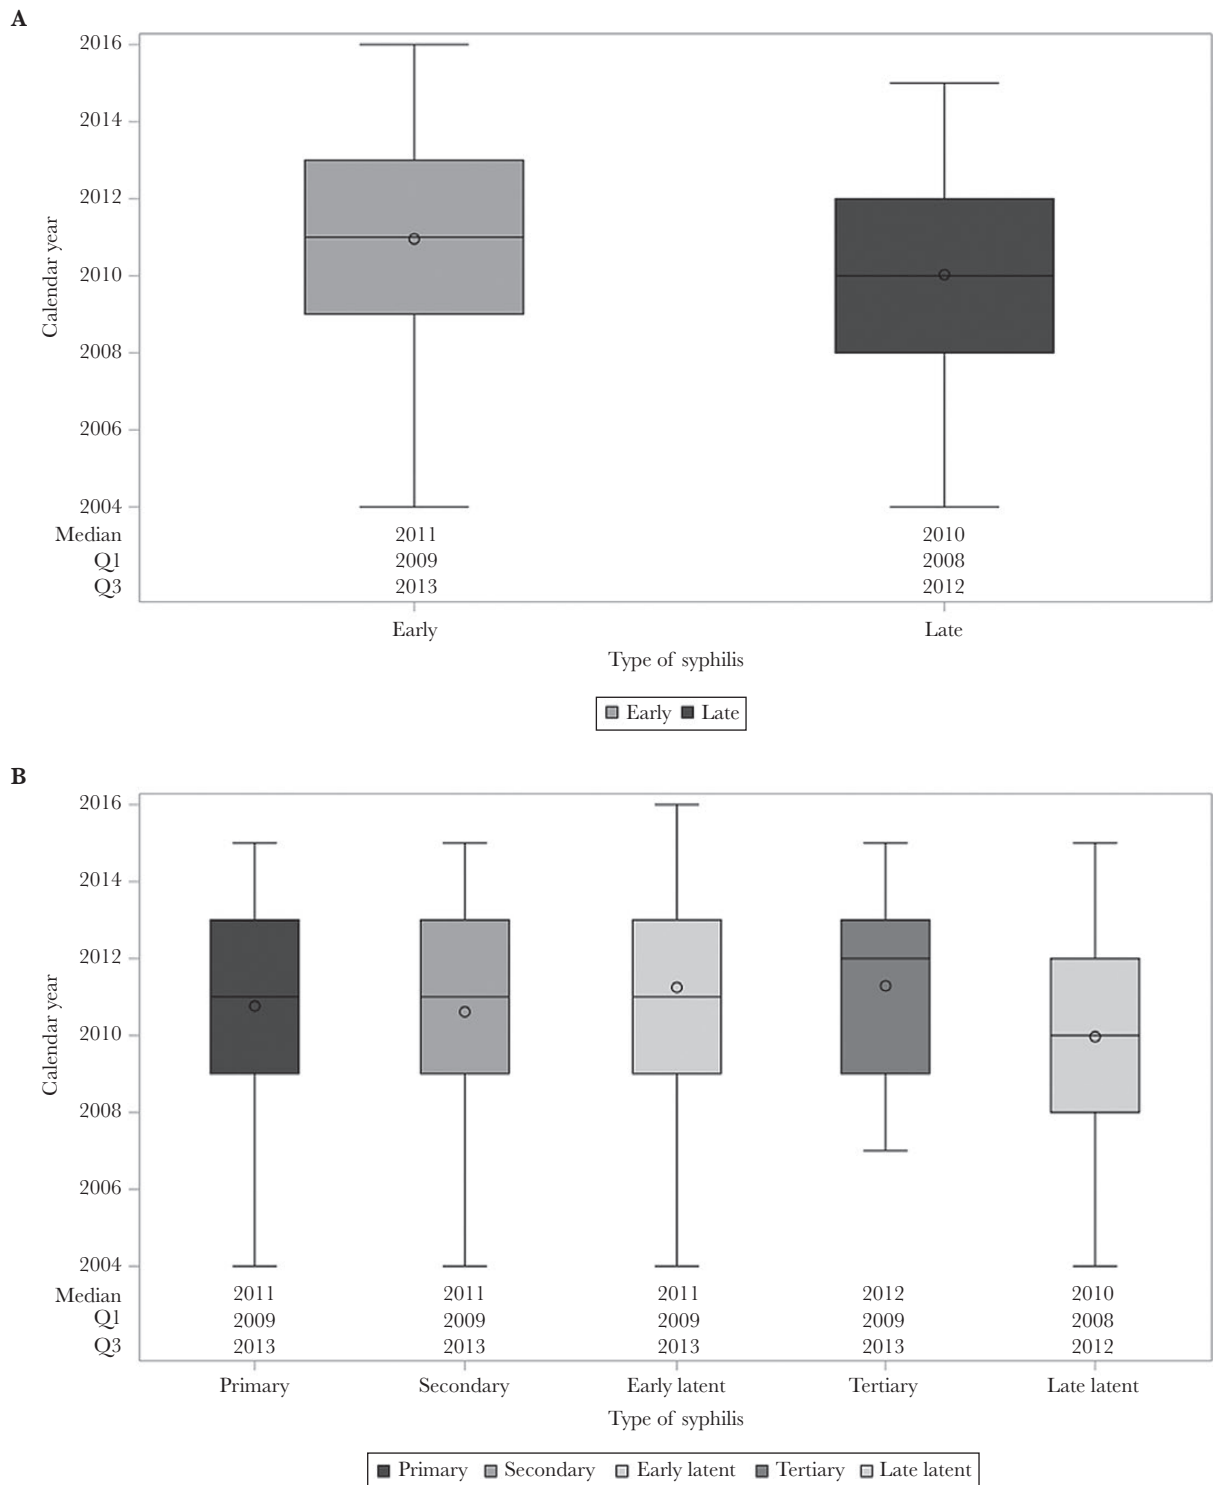 A
2016
2014
2012
2010
2008
2006
2004
Calendar year
Median 2011 2010
Q1 2009 2008
Q3 2013 2012
Early Late
Type of syphilis
Early Late
B
2016
2014
2012
2010
2008
2006
2004
Calendar year
Median 2011 2011 2011 2012 2010
Q1 2009 2009 2009 2009 2008
Q3 2013 2013 2013 2013 2012
Primary Secondary Early latent Tertiary Late latent
Type of syphilis
Primary Secondary Early latent Tertiary Late latent